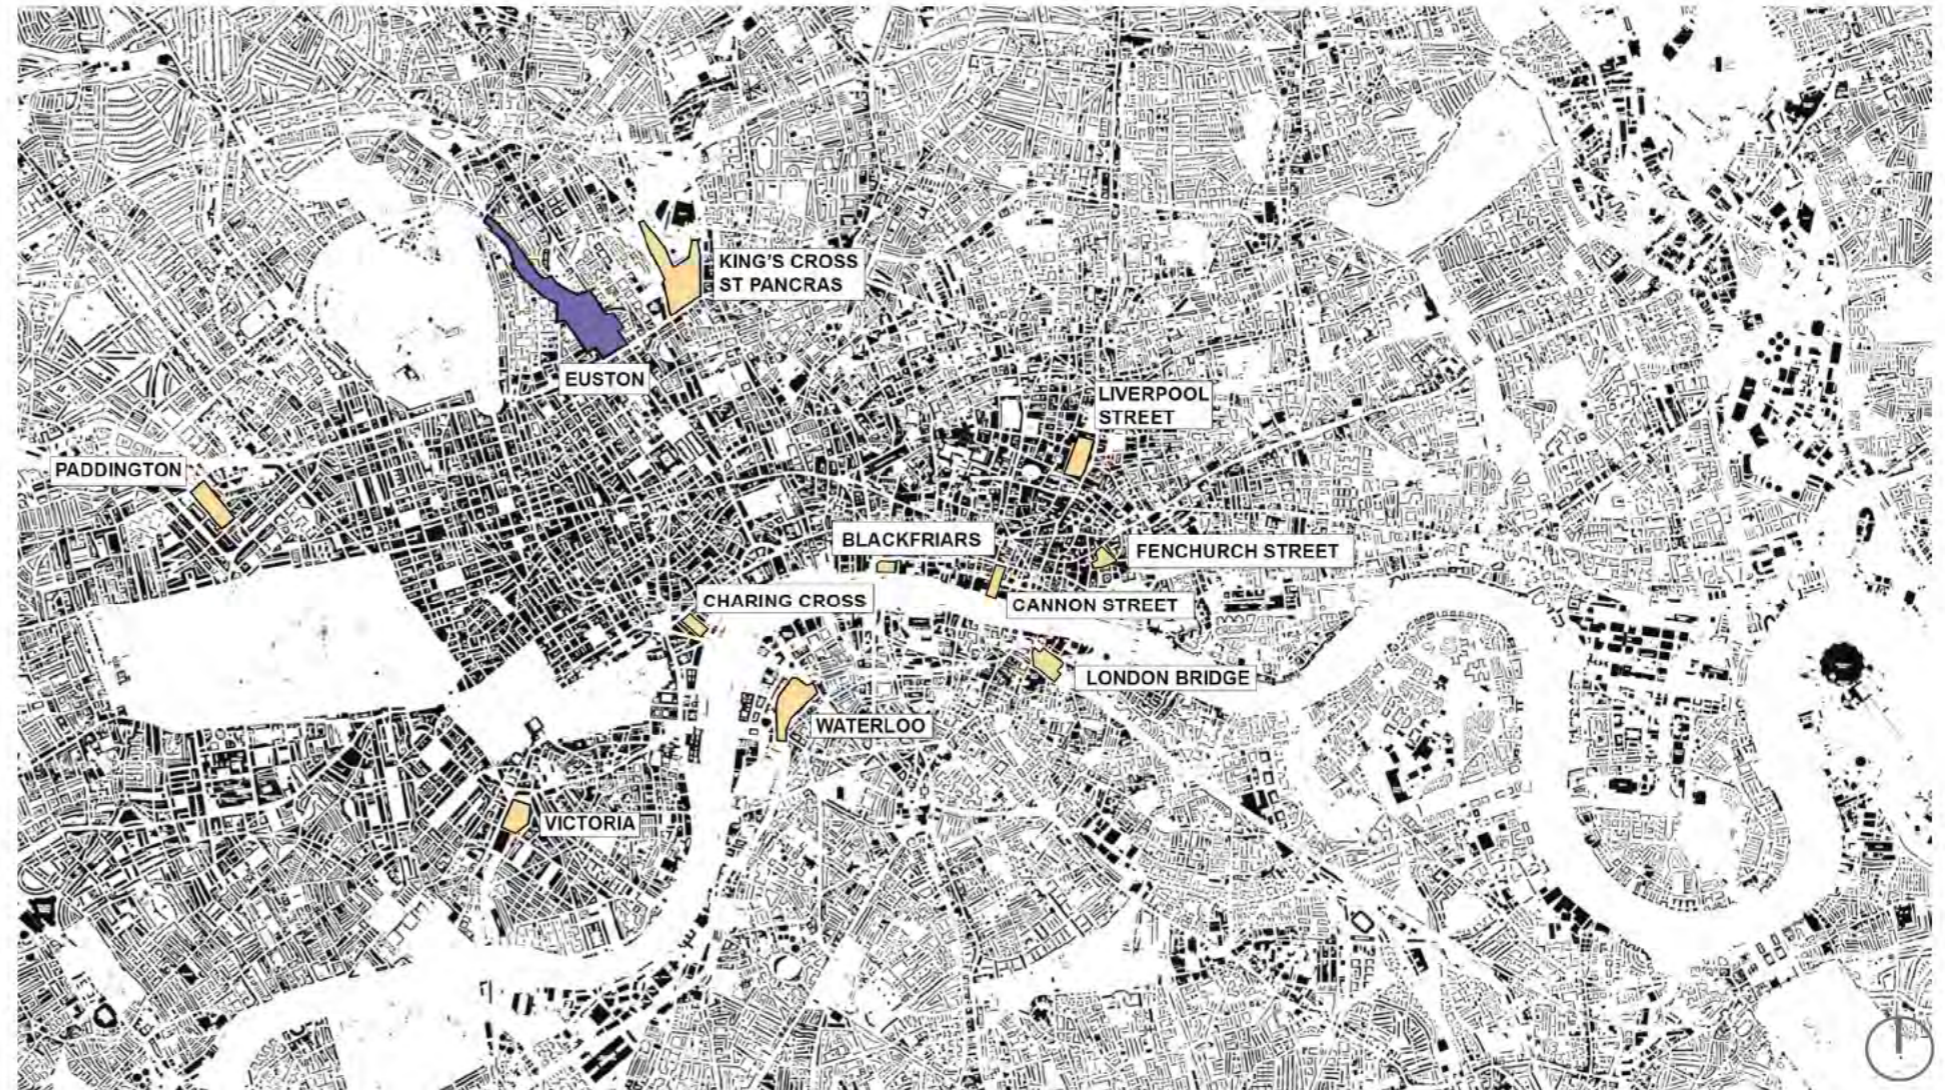 KING'S CROSS
ST PANCRAS
EUSTON
LIVERPOOL
STREET
PADDINGTON
BLACKFRIARS
FENCHURCH STREET
CHARING CROSS
CANNON STREET
LONDON BRIDGE
WATERLOO
VICTORIA